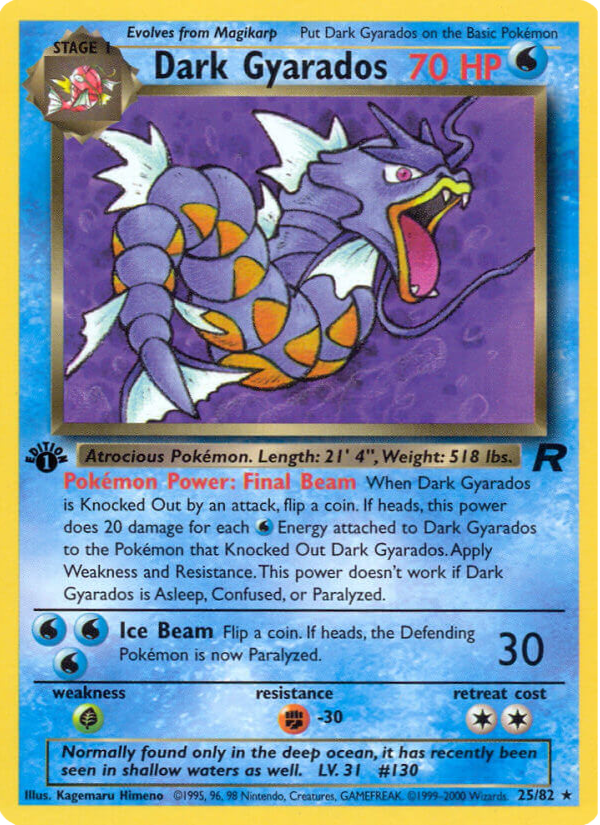 Evolves from Magikarp Put Dark Gyarados on the Basic Pokémon
STAGE 1
Dark Gyarados 70 HP
EDITION
1
Atrocious Pokémon. Length: 21' 4", Weight: 518 lbs.
R
Pokémon Power: Final Beam When Dark Gyarados
is Knocked Out by an attack, flip a coin. If heads, this power
does 20 damage for each Energy attached to Dark Gyarados
to the Pokémon that Knocked Out Dark Gyarados. Apply
Weakness and Resistance. This power doesn't work if Dark
Gyarados is Asleep, Confused, or Paralyzed.
Ice Beam Flip a coin. If heads, the Defending
Pokémon is now Paralyzed.
30
weakness resistance retreat cost
-30
Normally found only in the deep ocean, it has recently been
seen in shallow waters as well. LV. 31 #130
Illus. Kagemaru Himeno ©1995, 96, 98 Nintendo, Creatures, GAMEFREAK. ©1999-2000 Wizards. 25/82 ★